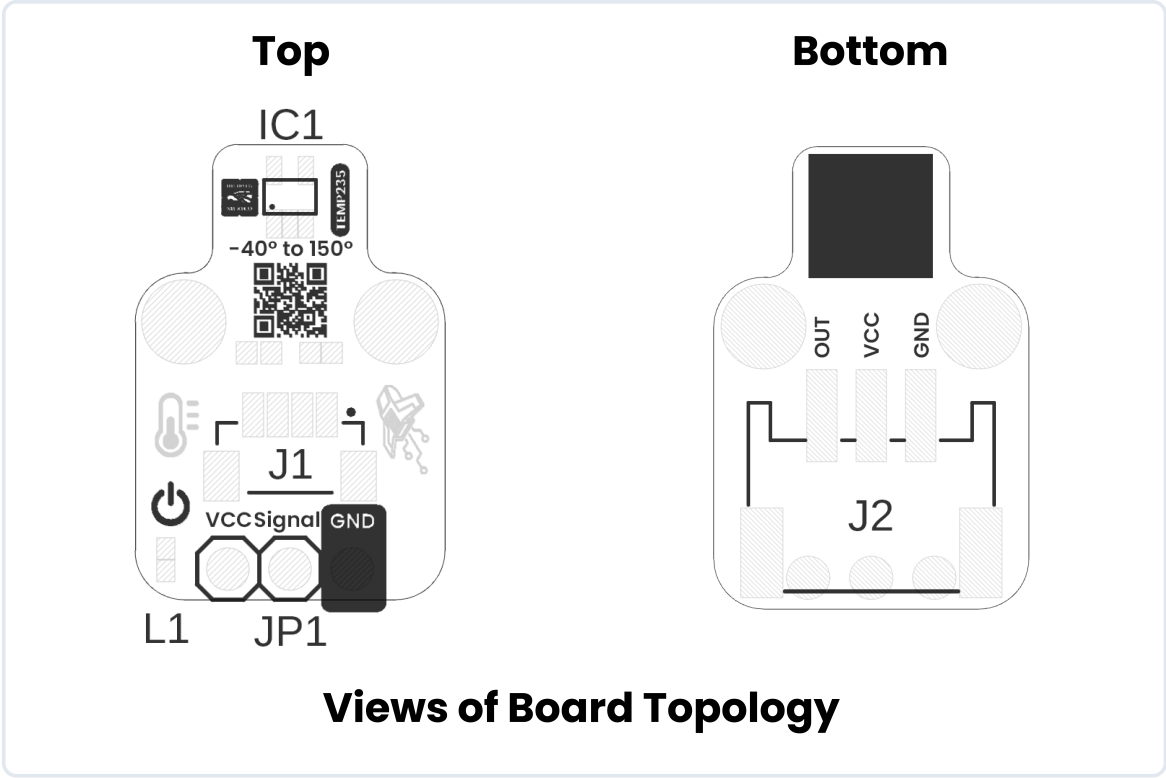 Top
Bottom
IC1
TEMP235
-40° to 150°
OUT
VCC
GND
J1
J2
VCC
Signal
GND
L1
JP1
Views of Board Topology